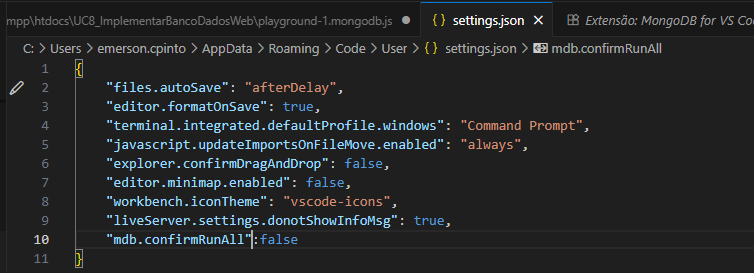 mpp\htdocs\UC8_ImplementarBancoDadosWeb\playground-1.mongodb.js ● {} settings.json × Extensão: MongoDB for VS Co
C: > Users > emerson.cpinto > AppData > Roaming > Code > User > {} settings.json > mdb.confirmRunAll
1 {
2 "files.autoSave": "afterDelay",
3 "editor.formatOnSave": true,
4 "terminal.integrated.defaultProfile.windows": "Command Prompt",
5 "javascript.updateImportsOnFileMove.enabled": "always",
6 "explorer.confirmDragAndDrop": false,
7 "editor.minimap.enabled": false,
8 "workbench.iconTheme": "vscode-icons",
9 "liveServer.settings.donotShowInfoMsg": true,
10 "mdb.confirmRunAll":false
11 }